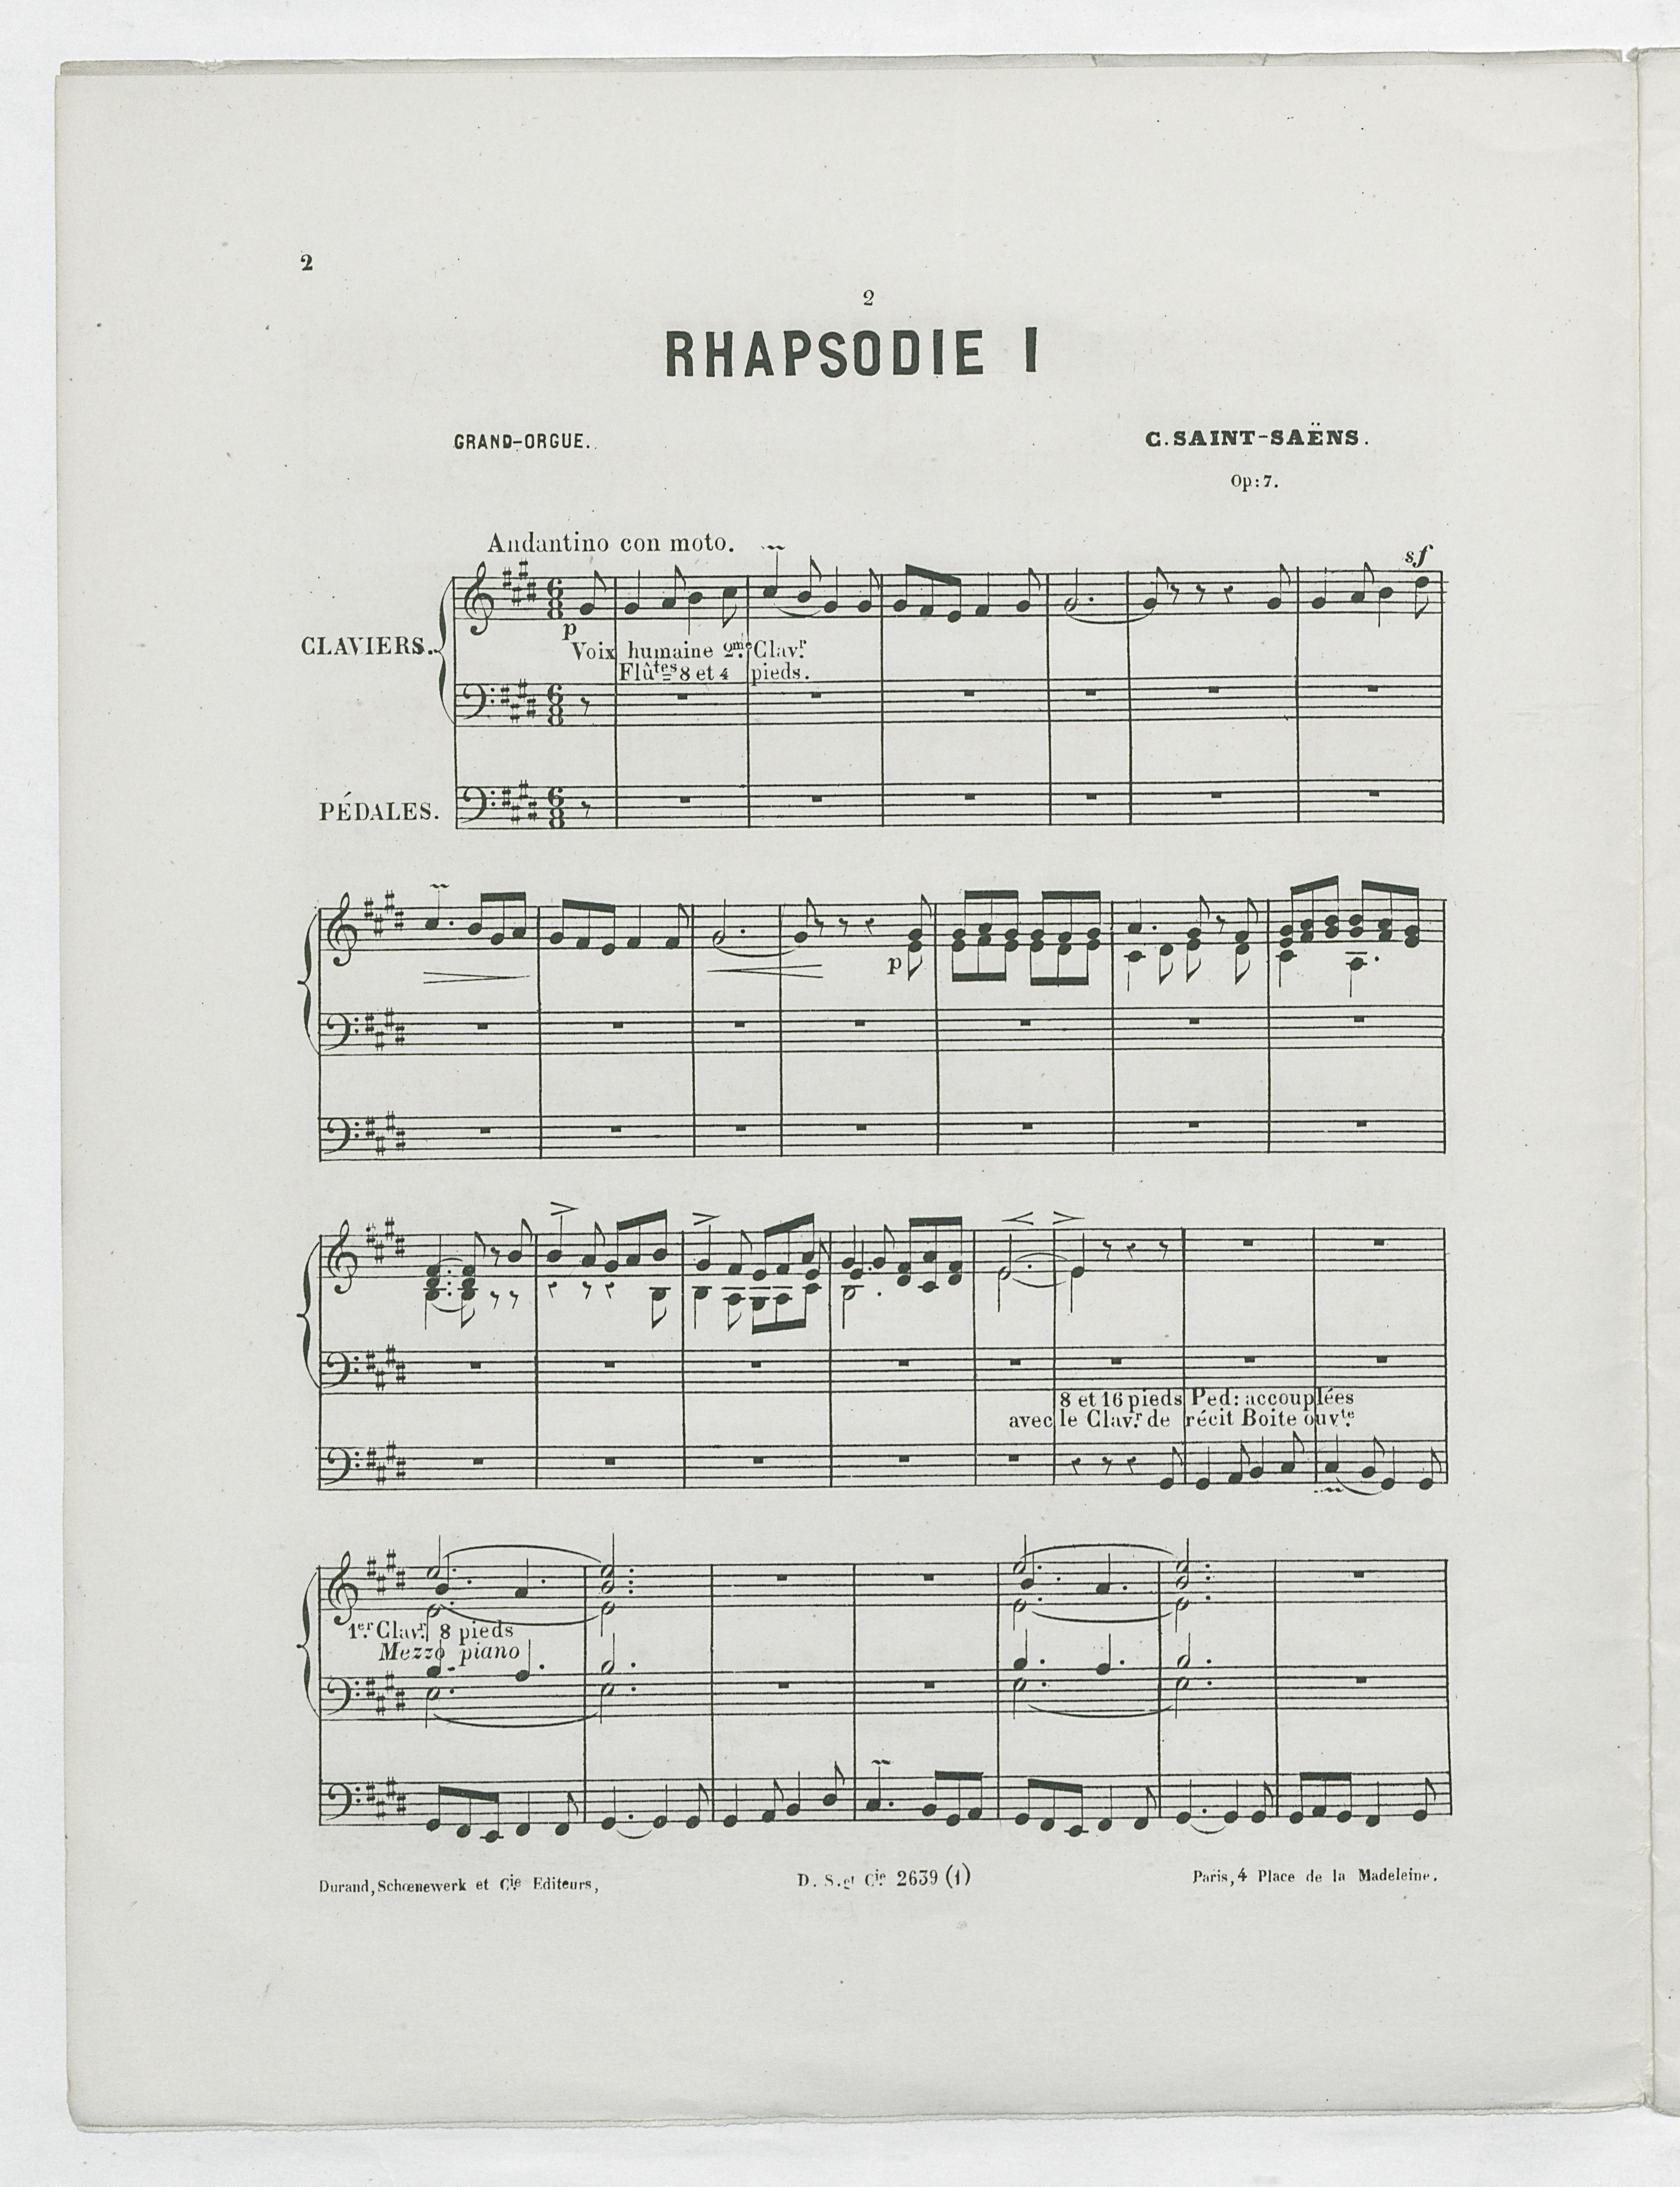 2
2
RHAPSODIE I
GRAND-ORGUE.
C. SAINT-SAËNS.
Op: 7.
Andantino con moto.
sf
p
CLAVIERS.
Voix humaine 2me. Clavr.
Flûtes 8 et 4 pieds.
PÉDALES.
p
8 et 16 pieds Ped: accouplées
avec le Clavr. de récit Boite ouvte.
1er. Clavr. 8 pieds
Mezzo piano
Durand, Schœnewerk et Cie Editeurs,
D. S. et Cie. 2639 (1)
Paris, 4 Place de la Madeleine.